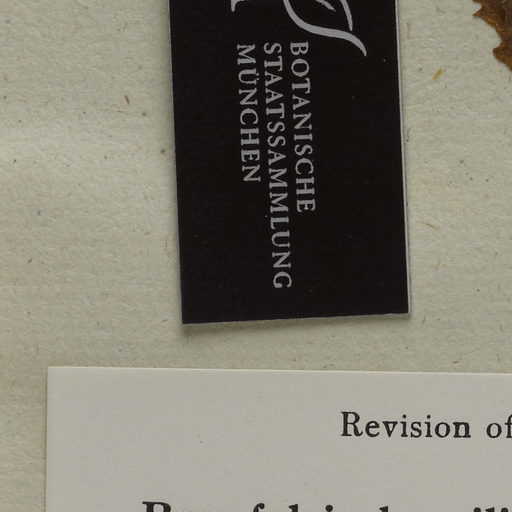 BOTANISCHE
STAATSSAMMLUNG
MÜNCHEN
Revision of